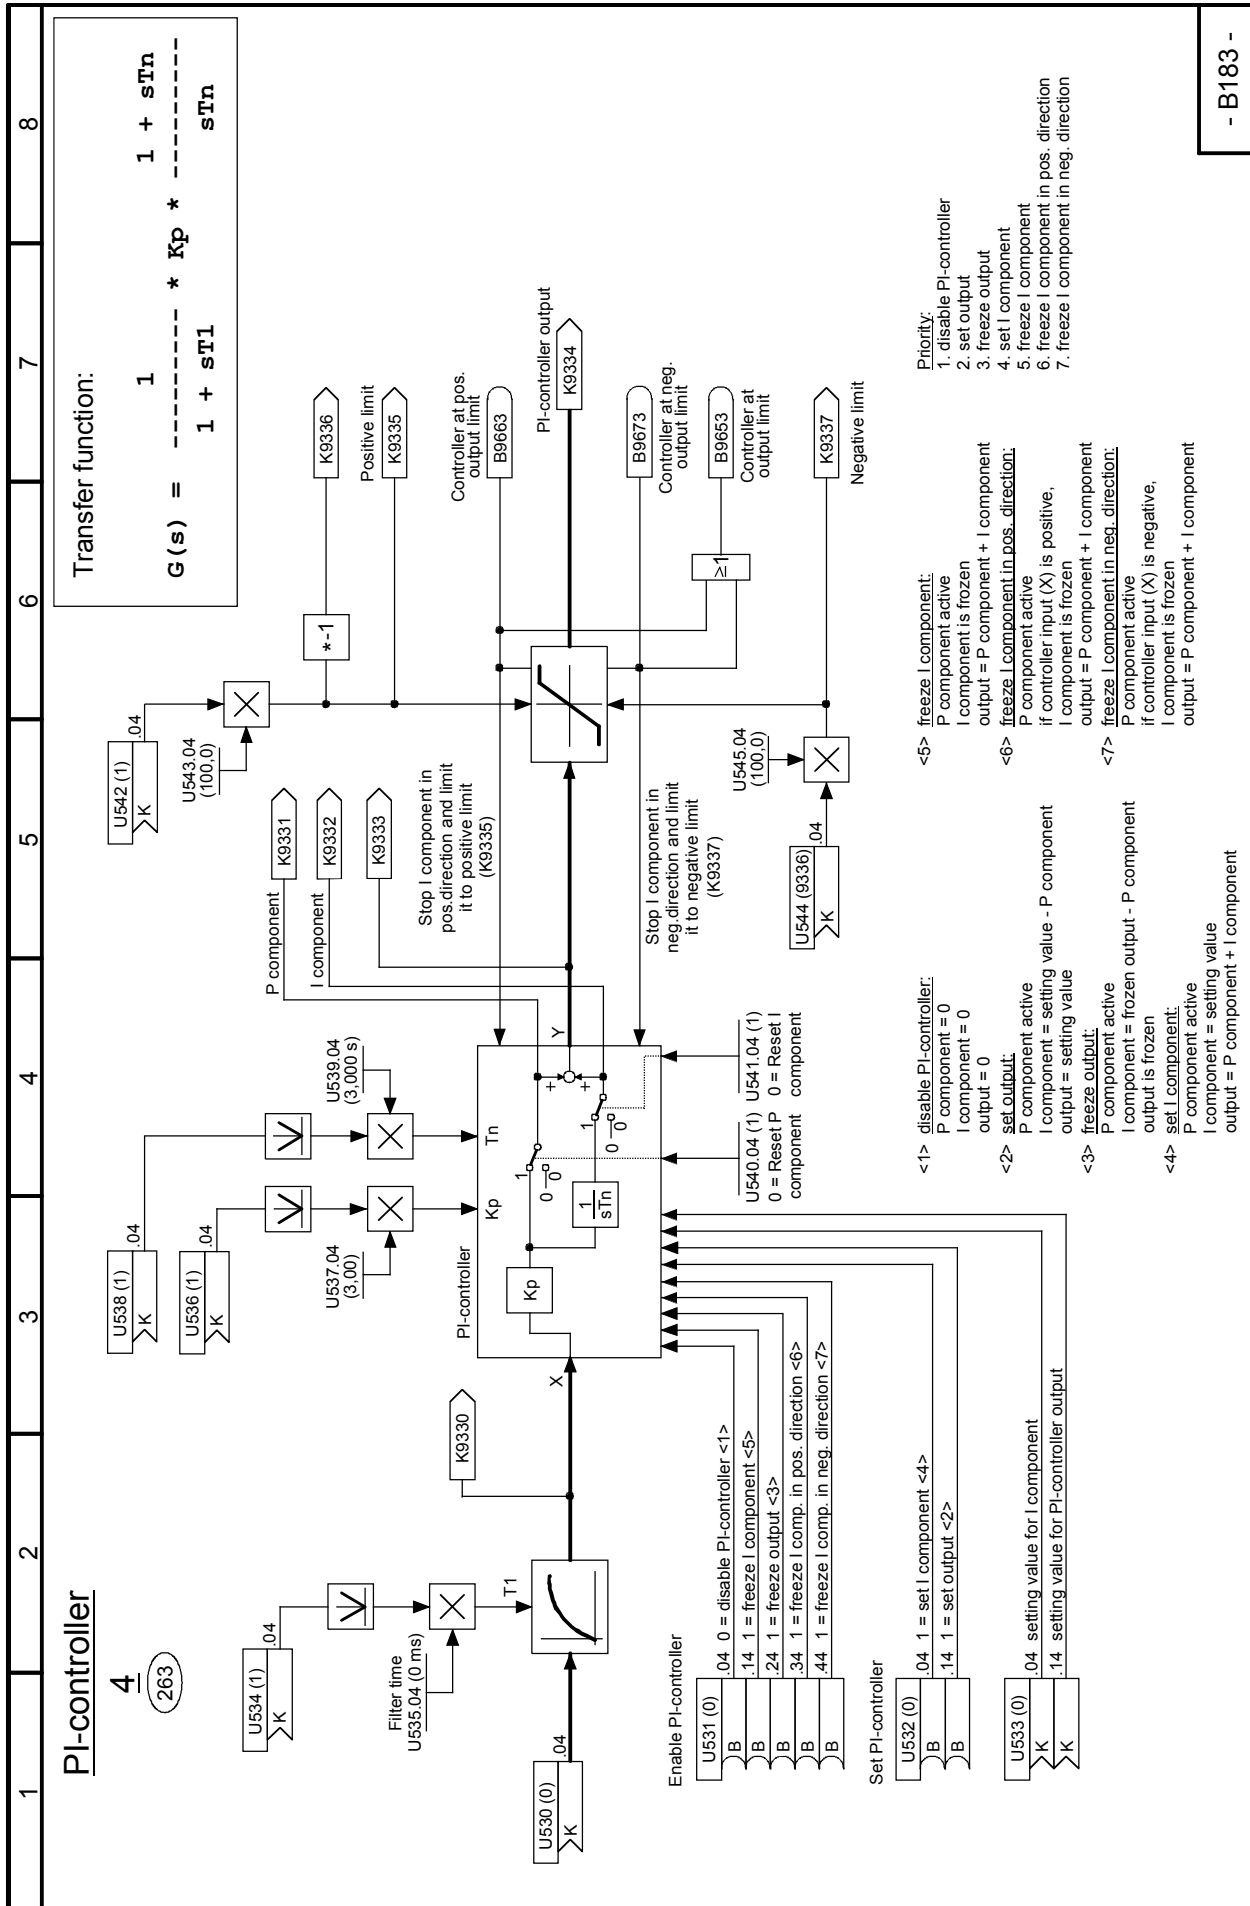 1 2 3 4 5 6 7 8
PI-controller
4
263
Transfer function:
1 1 + sTn
G(s) = -------- * Kp * ---------
1 + sT1 sTn
U534 (1)
K
.04
Filter time
U535.04 (0 ms)
T1
U530 (0)
K
.04
K9330
X
U538 (1)
K
.04
U536 (1)
K
.04
U537.04
(3,00)
U539.04
(3,000 s)
PI-controller
Kp
Tn
Kp
1
sTn
1
0
0
1
0
0
+
+
Y
U540.04 (1)
0 = Reset P
component
U541.04 (1)
0 = Reset I
component
P component
K9331
I component
K9332
K9333
Stop I component in
pos.direction and limit
it to positive limit
(K9335)
Stop I component in
neg.direction and limit
it to negative limit
(K9337)
U542 (1)
K
.04
U543.04
(100,0)
U544 (9336)
K
.04
U545.04
(100,0)
*-1
K9336
Positive limit
K9335
Controller at pos.
output limit
B9663
PI-controller output
K9334
B9673
Controller at neg.
output limit
≥1
B9653
Controller at
output limit
K9337
Negative limit
Enable PI-controller
U531 (0)
B .04 0 = disable PI-controller <1>
B .14 1 = freeze I component <5>
B .24 1 = freeze output <3>
B .34 1 = freeze I comp. in pos. direction <6>
B .44 1 = freeze I comp. in neg. direction <7>
Set PI-controller
U532 (0)
B .04 1 = set I component <4>
B .14 1 = set output <2>
U533 (0)
K .04 setting value for I component
K .14 setting value for PI-controller output
<1> disable PI-controller:
P component = 0
I component = 0
output = 0
<2> set output:
P component active
I component = setting value - P component
output = setting value
<3> freeze output:
P component active
I component = frozen output - P component
output is frozen
<4> set I component:
P component active
I component = setting value
output = P component + I component
<5> freeze I component:
P component active
I component is frozen
output = P component + I component
<6> freeze I component in pos. direction:
P component active
if controller input (X) is positive,
I component is frozen
output = P component + I component
<7> freeze I component in neg. direction:
P component active
if controller input (X) is negative,
I component is frozen
output = P component + I component
Priority:
1. disable PI-controller
2. set output
3. freeze output
4. set I component
5. freeze I component
6. freeze I component in pos. direction
7. freeze I component in neg. direction
- B183 -